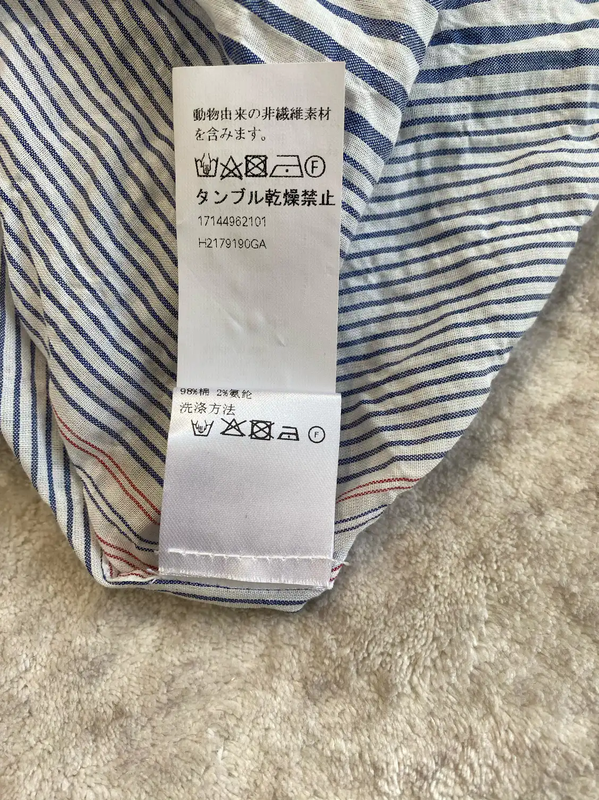 動物由来の非繊維素材
を含みます。
F
タンブル乾燥禁止
17144962101
H2179190GA
98%棉 2%氨纶
洗涤方法
F